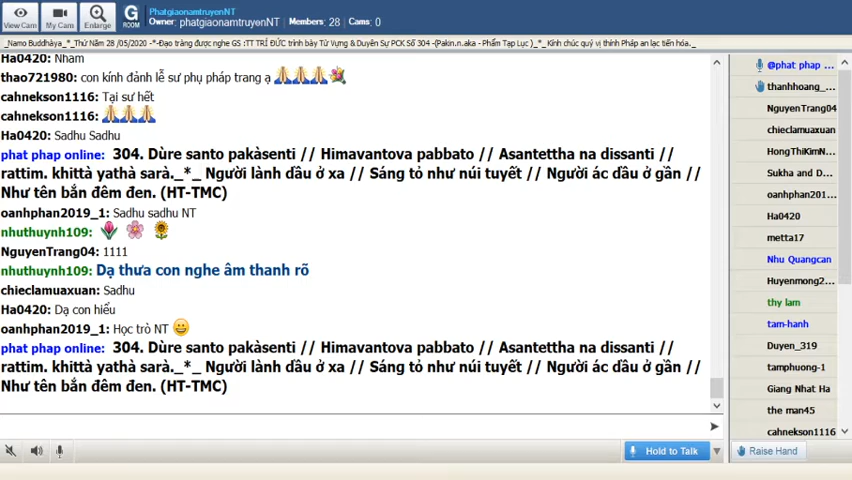 View Cam
My Cam
Enlarge
G
ROOM
PhatgiaonamtruyenNT
Owner: phatgiaonamtruyenNT Members: 28 Cams: 0
_Namo Buddhàya_*_Thứ Năm 28 /05/2020 -*-Đạo tràng được nghe GS :TT TRÍ ĐỨC trình bày Từ Vựng & Duyên Sự PCK Số 304 -(Pakin.n.aka - Phẩm Tạp Lục )_*_ Kính chúc quý vị thính Pháp an lạc tiến hóa._
Ha0420: Nham
thao721980: con kính đảnh lễ sư phụ pháp trang ạ
cahnekson1116: Tại sư hết
cahnekson1116:
Ha0420: Sadhu Sadhu
phat phap online: 304. Dùre santo pakàsenti // Himavantova pabbato // Asantettha na dissanti //
rattim. khittà yathà sarà._*_ Người lành dầu ở xa // Sáng tỏ như núi tuyết // Người ác dầu ở gần //
Như tên bắn đêm đen. (HT-TMC)
oanhphan2019_1: Sadhu sadhu NT
nhuthuynh109:
NguyenTrang04: 1111
nhuthuynh109: Dạ thưa con nghe âm thanh rõ
chieclamuaxuan: Sadhu
Ha0420: Dạ con hiểu
oanhphan2019_1: Học trò NT
phat phap online: 304. Dùre santo pakàsenti // Himavantova pabbato // Asantettha na dissanti //
rattim. khittà yathà sarà._*_ Người lành dầu ở xa // Sáng tỏ như núi tuyết // Người ác dầu ở gần //
Như tên bắn đêm đen. (HT-TMC)
Hold to Talk
@phat phap ...
thanhhoang_...
NguyenTrang04
chieclamuaxuan
HongThiKimN...
Sukha and D...
oanhphan201...
Ha0420
metta17
Nhu Quangcan
Huyenmong2...
thy lam
tam-hanh
Duyen_319
tamphuong-1
Giang Nhat Ha
the man45
cahnekson1116
Raise Hand